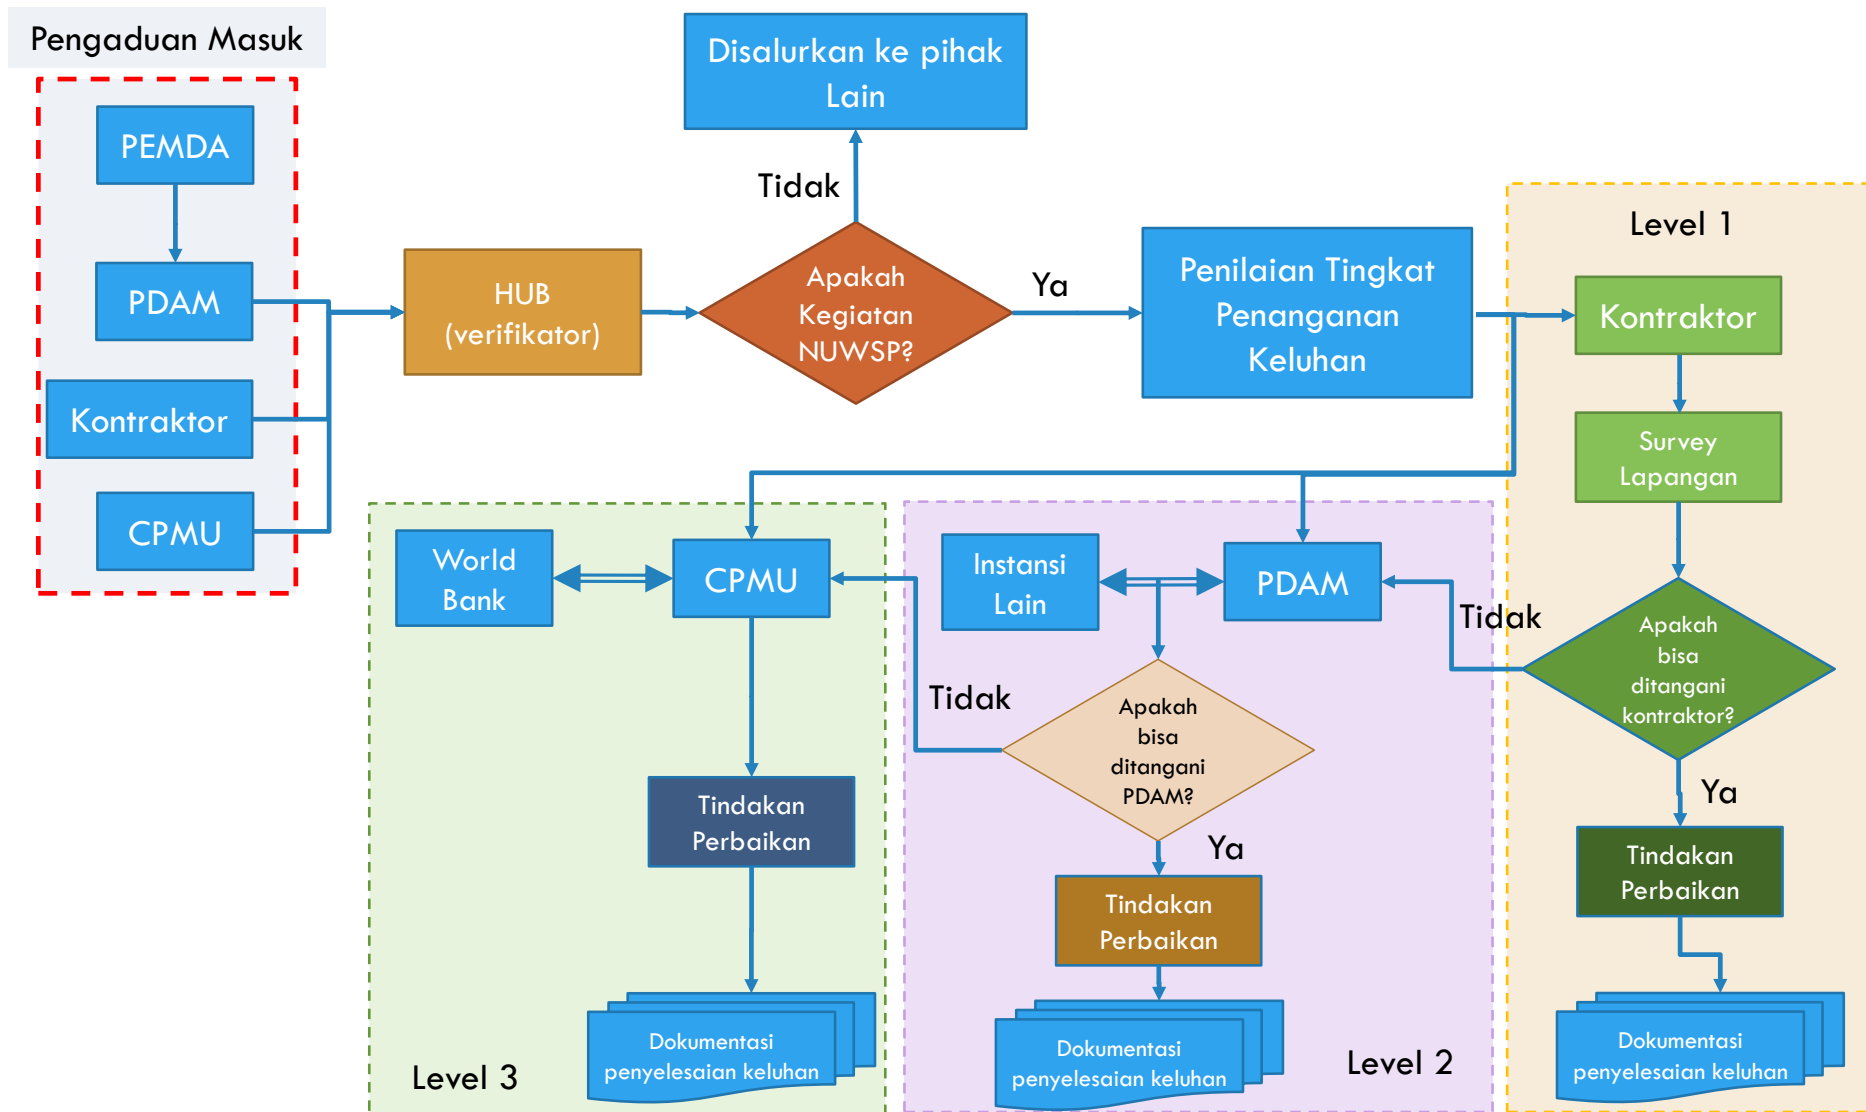 Pengaduan Masuk
PEMDA
PDAM
Kontraktor
CPMU
HUB
(verifikator)
Disalurkan ke pihak
Lain
Tidak
Apakah
Kegiatan
NUWSP?
Ya
Penilaian Tingkat
Penanganan
Keluhan
Level 1
Kontraktor
Survey
Lapangan
Apakah
bisa
ditangani
kontraktor?
Tidak
Ya
Tindakan
Perbaikan
Dokumentasi
penyelesaian keluhan
Instansi
Lain
PDAM
Apakah
bisa
ditangani
PDAM?
Tidak
Ya
Tindakan
Perbaikan
Dokumentasi
penyelesaian keluhan
Level 2
World
Bank
CPMU
Tindakan
Perbaikan
Dokumentasi
penyelesaian keluhan
Level 3